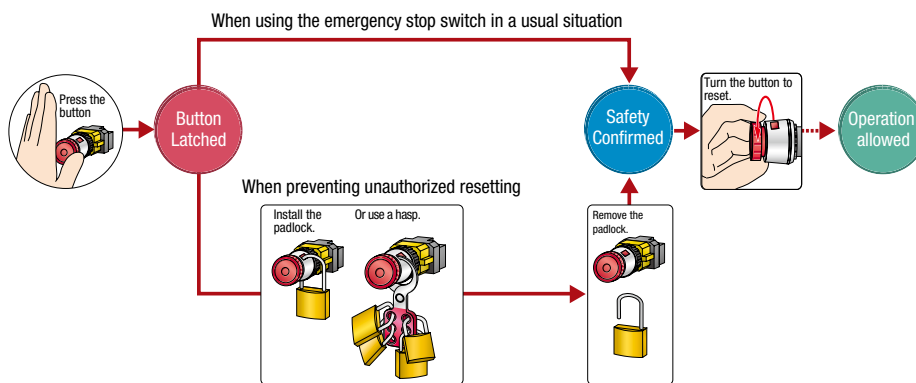 When using the emergency stop switch in a usual situation
Press the
button
Button
Latched
Safety
Confirmed
Turn the button to
reset.
Operation
allowed
When preventing unauthorized resetting
Install the
padlock.
Or use a hasp.
Remove the
padlock.